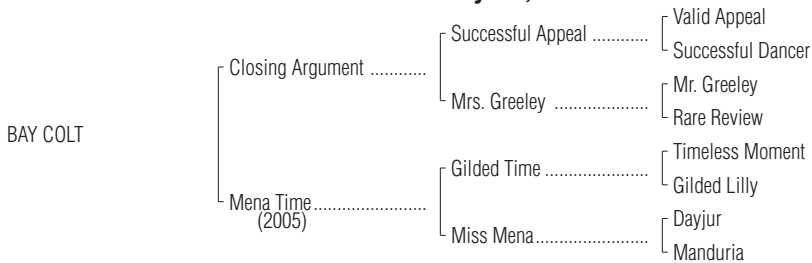 Valid Appeal
Successful Appeal ............
Successful Dancer
Closing Argument ............
Mr. Greeley
Mrs. Greeley ....................
Rare Review
BAY COLT
Timeless Moment
Gilded Time ......................
Gilded Lilly
Mena Time........................
(2005)
Dayjur
Miss Mena........................
Manduria